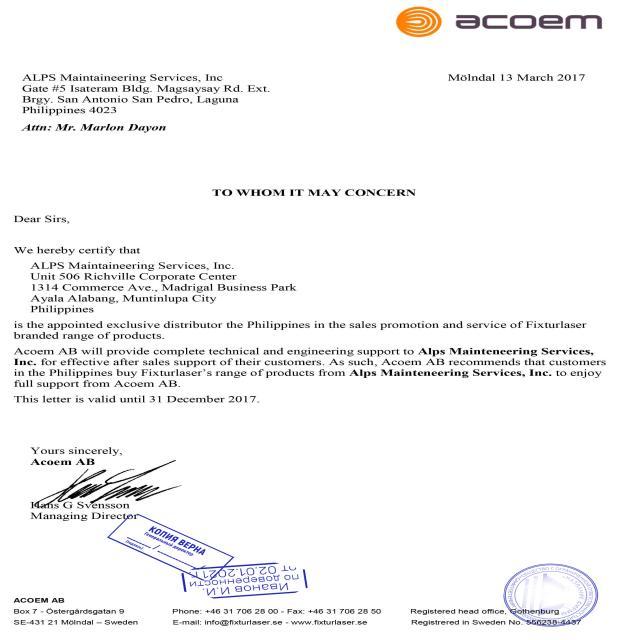 acoem
ALPS Maintaineering Services, Inc
Gate #5 Isateram Bldg. Magsaysay Rd. Ext.
Brgy. San Antonio San Pedro, Laguna
Philippines 4023
Attn: Mr. Marlon Dayon
Mölndal 13 March 2017
TO WHOM IT MAY CONCERN
Dear Sirs,
We hereby certify that
ALPS Maintaineering Services, Inc.
Unit 506 Richville Corporate Center
1314 Commerce Ave., Madrigal Business Park
Ayala Alabang, Muntinlupa City
Philippines
is the appointed exclusive distributor the Philippines in the sales promotion and service of Fixturlaser
branded range of products.
Acoem AB will provide complete technical and engineering support to Alps Mainteneering Services,
Inc. for effective after sales support of their customers. As such, Acoem AB recommends that customers
in the Philippines buy Fixturlaser's range of products from Alps Mainteneering Services, Inc. to enjoy
full support from Acoem AB.
This letter is valid until 31 December 2017.
Yours sincerely,
Acoem AB
Hans G Svensson
Managing Director
КОПИЯ ВЕРНА
Генеральный директор
Иванов И.И.
по доверенности
от 02.01.2021г.
ACOEM AB
Box 7 - Östergårdsgatan 9
SE-431 21 Mölndal – Sweden
Phone: +46 31 706 28 00 - Fax: +46 31 706 28 50
E-mail: info@fixturlaser.se - www.fixturlaser.se
Registered head office, Gothenburg
Registrered in Sweden No. 556238-4437